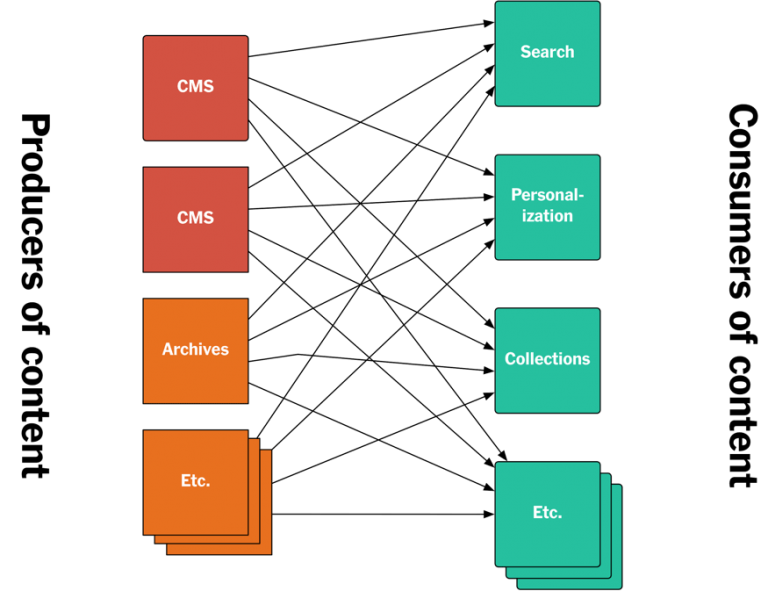 Producers of content
CMS
CMS
Archives
Etc.
Search
Personal-
ization
Collections
Etc.
Consumers of content